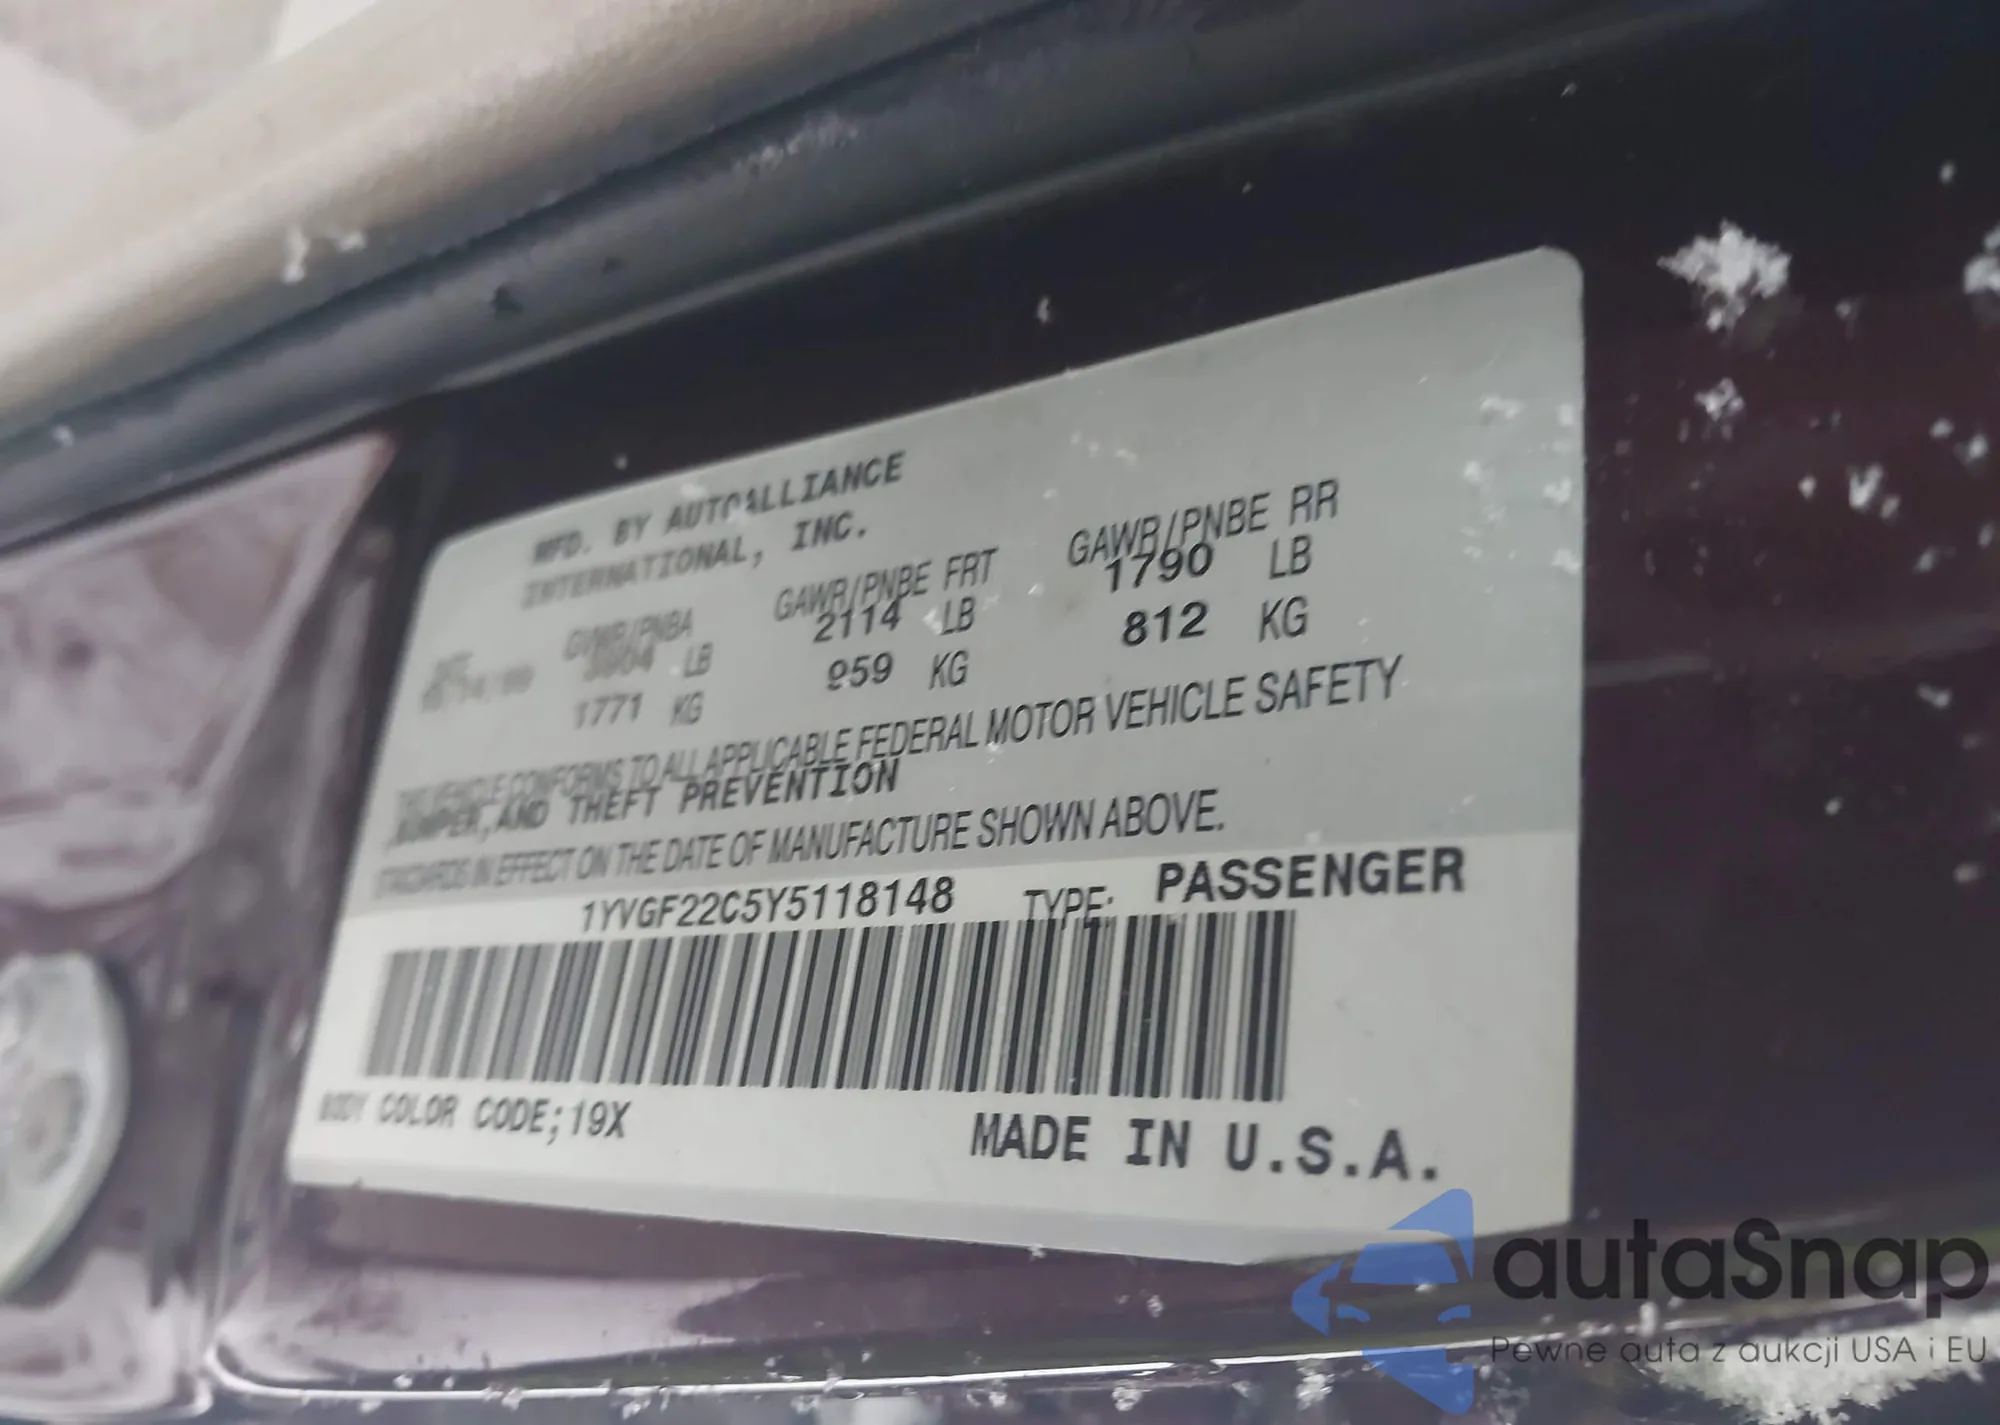 MFD. BY AUTOALLIANCE
INTERNATIONAL, INC.
GVWR/PNBA GAWR/PNBE FRT GAWR/PNBE RR
LB 2114 LB 1790 LB
1771 KG 959 KG 812 KG
THIS VEHICLE CONFORMS TO ALL APPLICABLE FEDERAL MOTOR VEHICLE SAFETY
,BUMPER,AND THEFT PREVENTION
STANDARDS IN EFFECT ON THE DATE OF MANUFACTURE SHOWN ABOVE.
1YVGF22C5Y5118148 TYPE: PASSENGER
BODY COLOR CODE;19X
MADE IN U.S.A.
autaSnap
Pewne auta z aukcji USA i EU